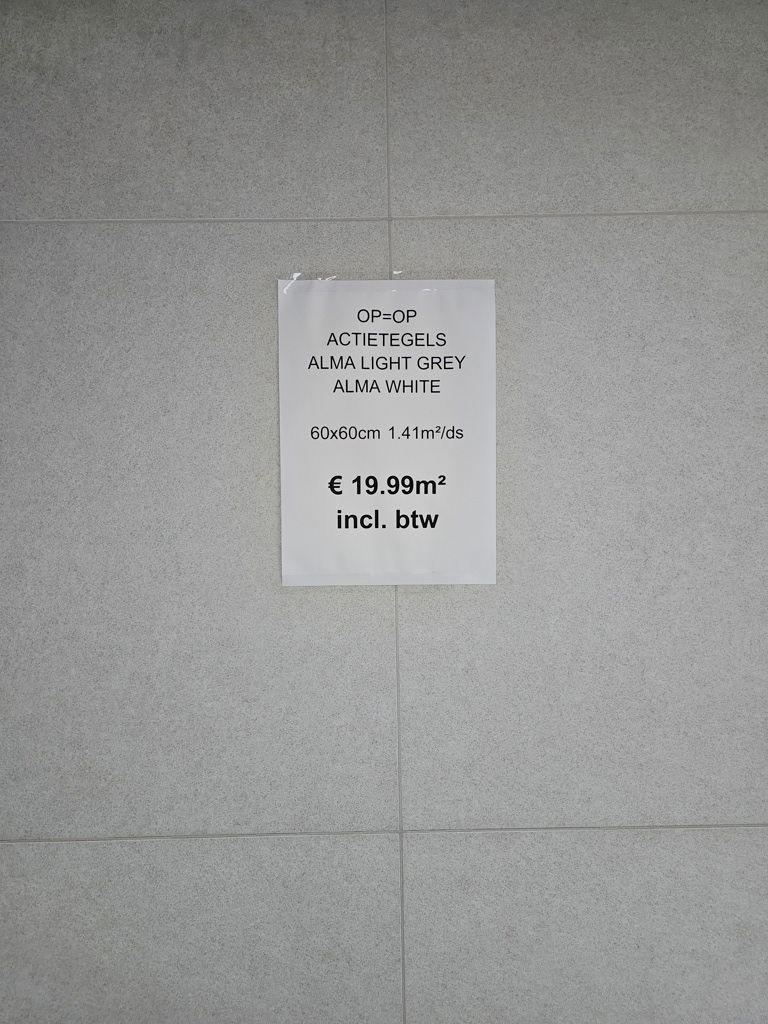 OP=OP
ACTIETEGELS
ALMA LIGHT GREY
ALMA WHITE
60x60cm 1.41m²/ds
€ 19.99m²
incl. btw